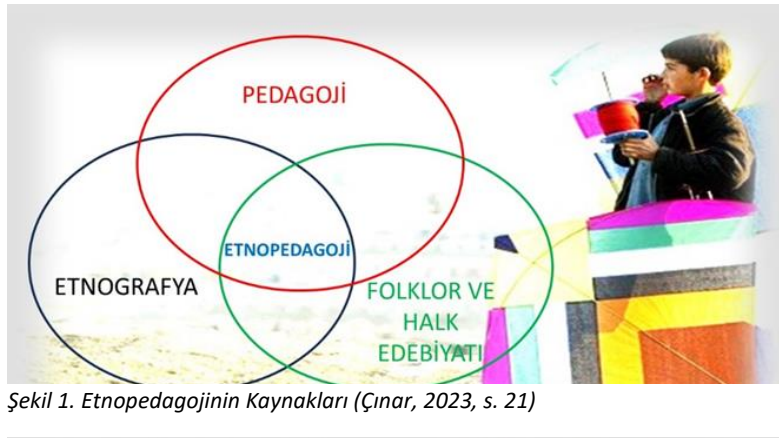 PEDAGOJİ
ETNOPEDAGOJİ
ETNOGRAFYA
FOLKLOR VE
HALK
EDEBİYATI
Şekil 1. Etnopedagojinin Kaynakları (Çınar, 2023, s. 21)